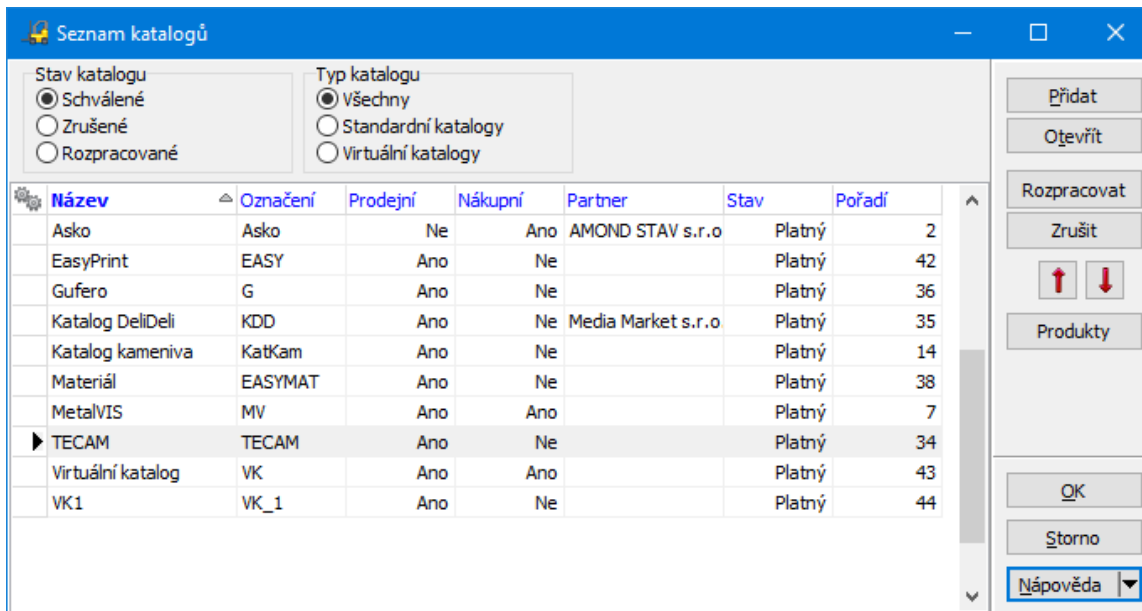 Seznam katalogů
Stav katalogu
Schválené
Zrušené
Rozpracované
Typ katalogu
Všechny
Standardní katalogy
Virtuální katalogy
Název Označení Prodejní Nákupní Partner Stav Pořadí
Asko Asko Ne Ano AMOND STAV s.r.o Platný 2
EasyPrint EASY Ano Ne Platný 42
Gufero G Ano Ne Platný 36
Katalog DeliDeli KDD Ano Ne Media Market s.r.o. Platný 35
Katalog kameniva KatKam Ano Ne Platný 14
Materiál EASYMAT Ano Ne Platný 38
MetalVIS MV Ano Ano Platný 7
TECAM TECAM Ano Ne Platný 34
Virtuální katalog VK Ano Ano Platný 43
VK1 VK_1 Ano Ne Platný 44
Přidat
Otevřít
Rozpracovat
Zrušit
Produkty
OK
Storno
Nápověda